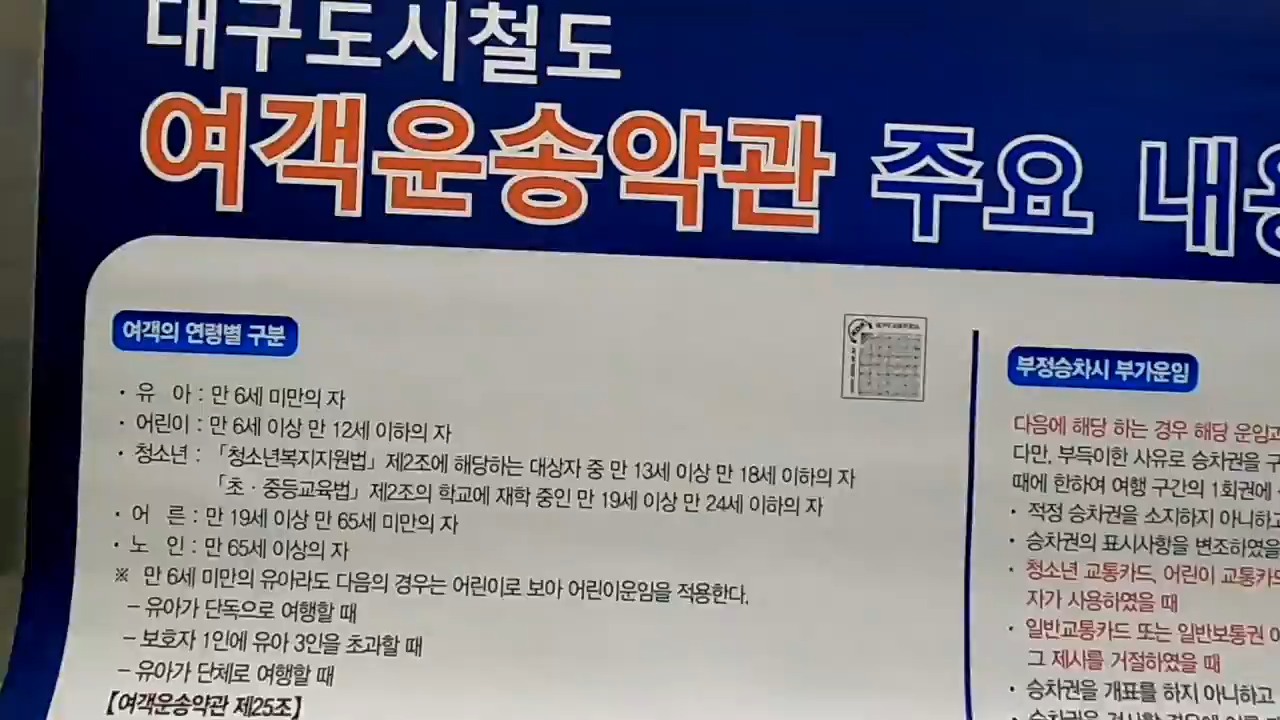 대구도시철도
여객운송약관 주요 내용
여객의 연령별 구분
· 유 아 : 만 6세 미만의 자
· 어린이 : 만 6세 이상 만 12세 이하의 자
· 청소년 : 「청소년복지지원법」 제2조에 해당하는 대상자 중 만 13세 이상 만 18세 이하의 자
「초 · 중등교육법」 제2조의 학교에 재학 중인 만 19세 이상 만 24세 이하의 자
· 어 른 : 만 19세 이상 만 65세 미만의 자
· 노 인 : 만 65세 이상의 자
※ 만 6세 미만의 유아라도 다음의 경우는 어린이로 보아 어린이운임을 적용한다.
– 유아가 단독으로 여행할 때
– 보호자 1인에 유아 3인을 초과할 때
– 유아가 단체로 여행할 때
【여객운송약관 제25조】
부정승차시 부가운임
다음에 해당 하는 경우 해당 운임과
다만, 부득이한 사유로 승차권을 구
때에 한하여 여행 구간의 1회권에
· 적정 승차권을 소지하지 아니하고
· 승차권의 표시사항을 변조하였을
· 청소년 교통카드, 어린이 교통카드
자가 사용하였을 때
· 일반교통카드 또는 일반보통권 이
그 제시를 거절하였을 때
· 승차권을 개표를 하지 아니하고